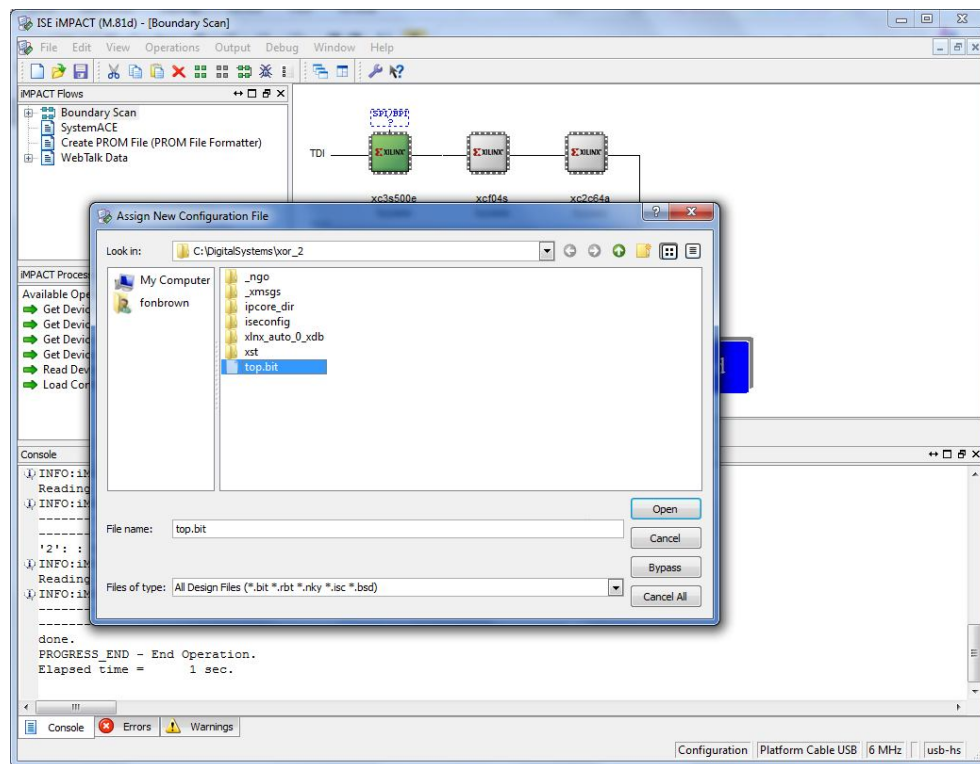 ISE iMPACT (M.81d) - [Boundary Scan]
File Edit View Operations Output Debug Window Help
iMPACT Flows
Boundary Scan
SystemACE
Create PROM File (PROM File Formatter)
WebTalk Data
SPI/BPI
?
TDI
XILINX XILINX XILINX
xc3s500e xcf04s xc2c64a
Assign New Configuration File
Look in: C:\DigitalSystems\xor_2
My Computer
fonbrown
_ngo
_xmsgs
ipcore_dir
iseconfig
xlnx_auto_0_xdb
xst
top.bit
File name: top.bit
Files of type: All Design Files (*.bit *.rbt *.nky *.isc *.bsd)
Open
Cancel
Bypass
Cancel All
iMPACT Proces
Available Ope
Get Devic
Get Devic
Get Devic
Get Devic
Read Dev
Load Cor
d
Console
INFO:iM
Reading
INFO:iM
----------
----------
'2': :
INFO:iM
Reading
INFO:iM
----------
----------
done.
PROGRESS_END - End Operation.
Elapsed time = 1 sec.
Console Errors Warnings
Configuration Platform Cable USB 6 MHz usb-hs